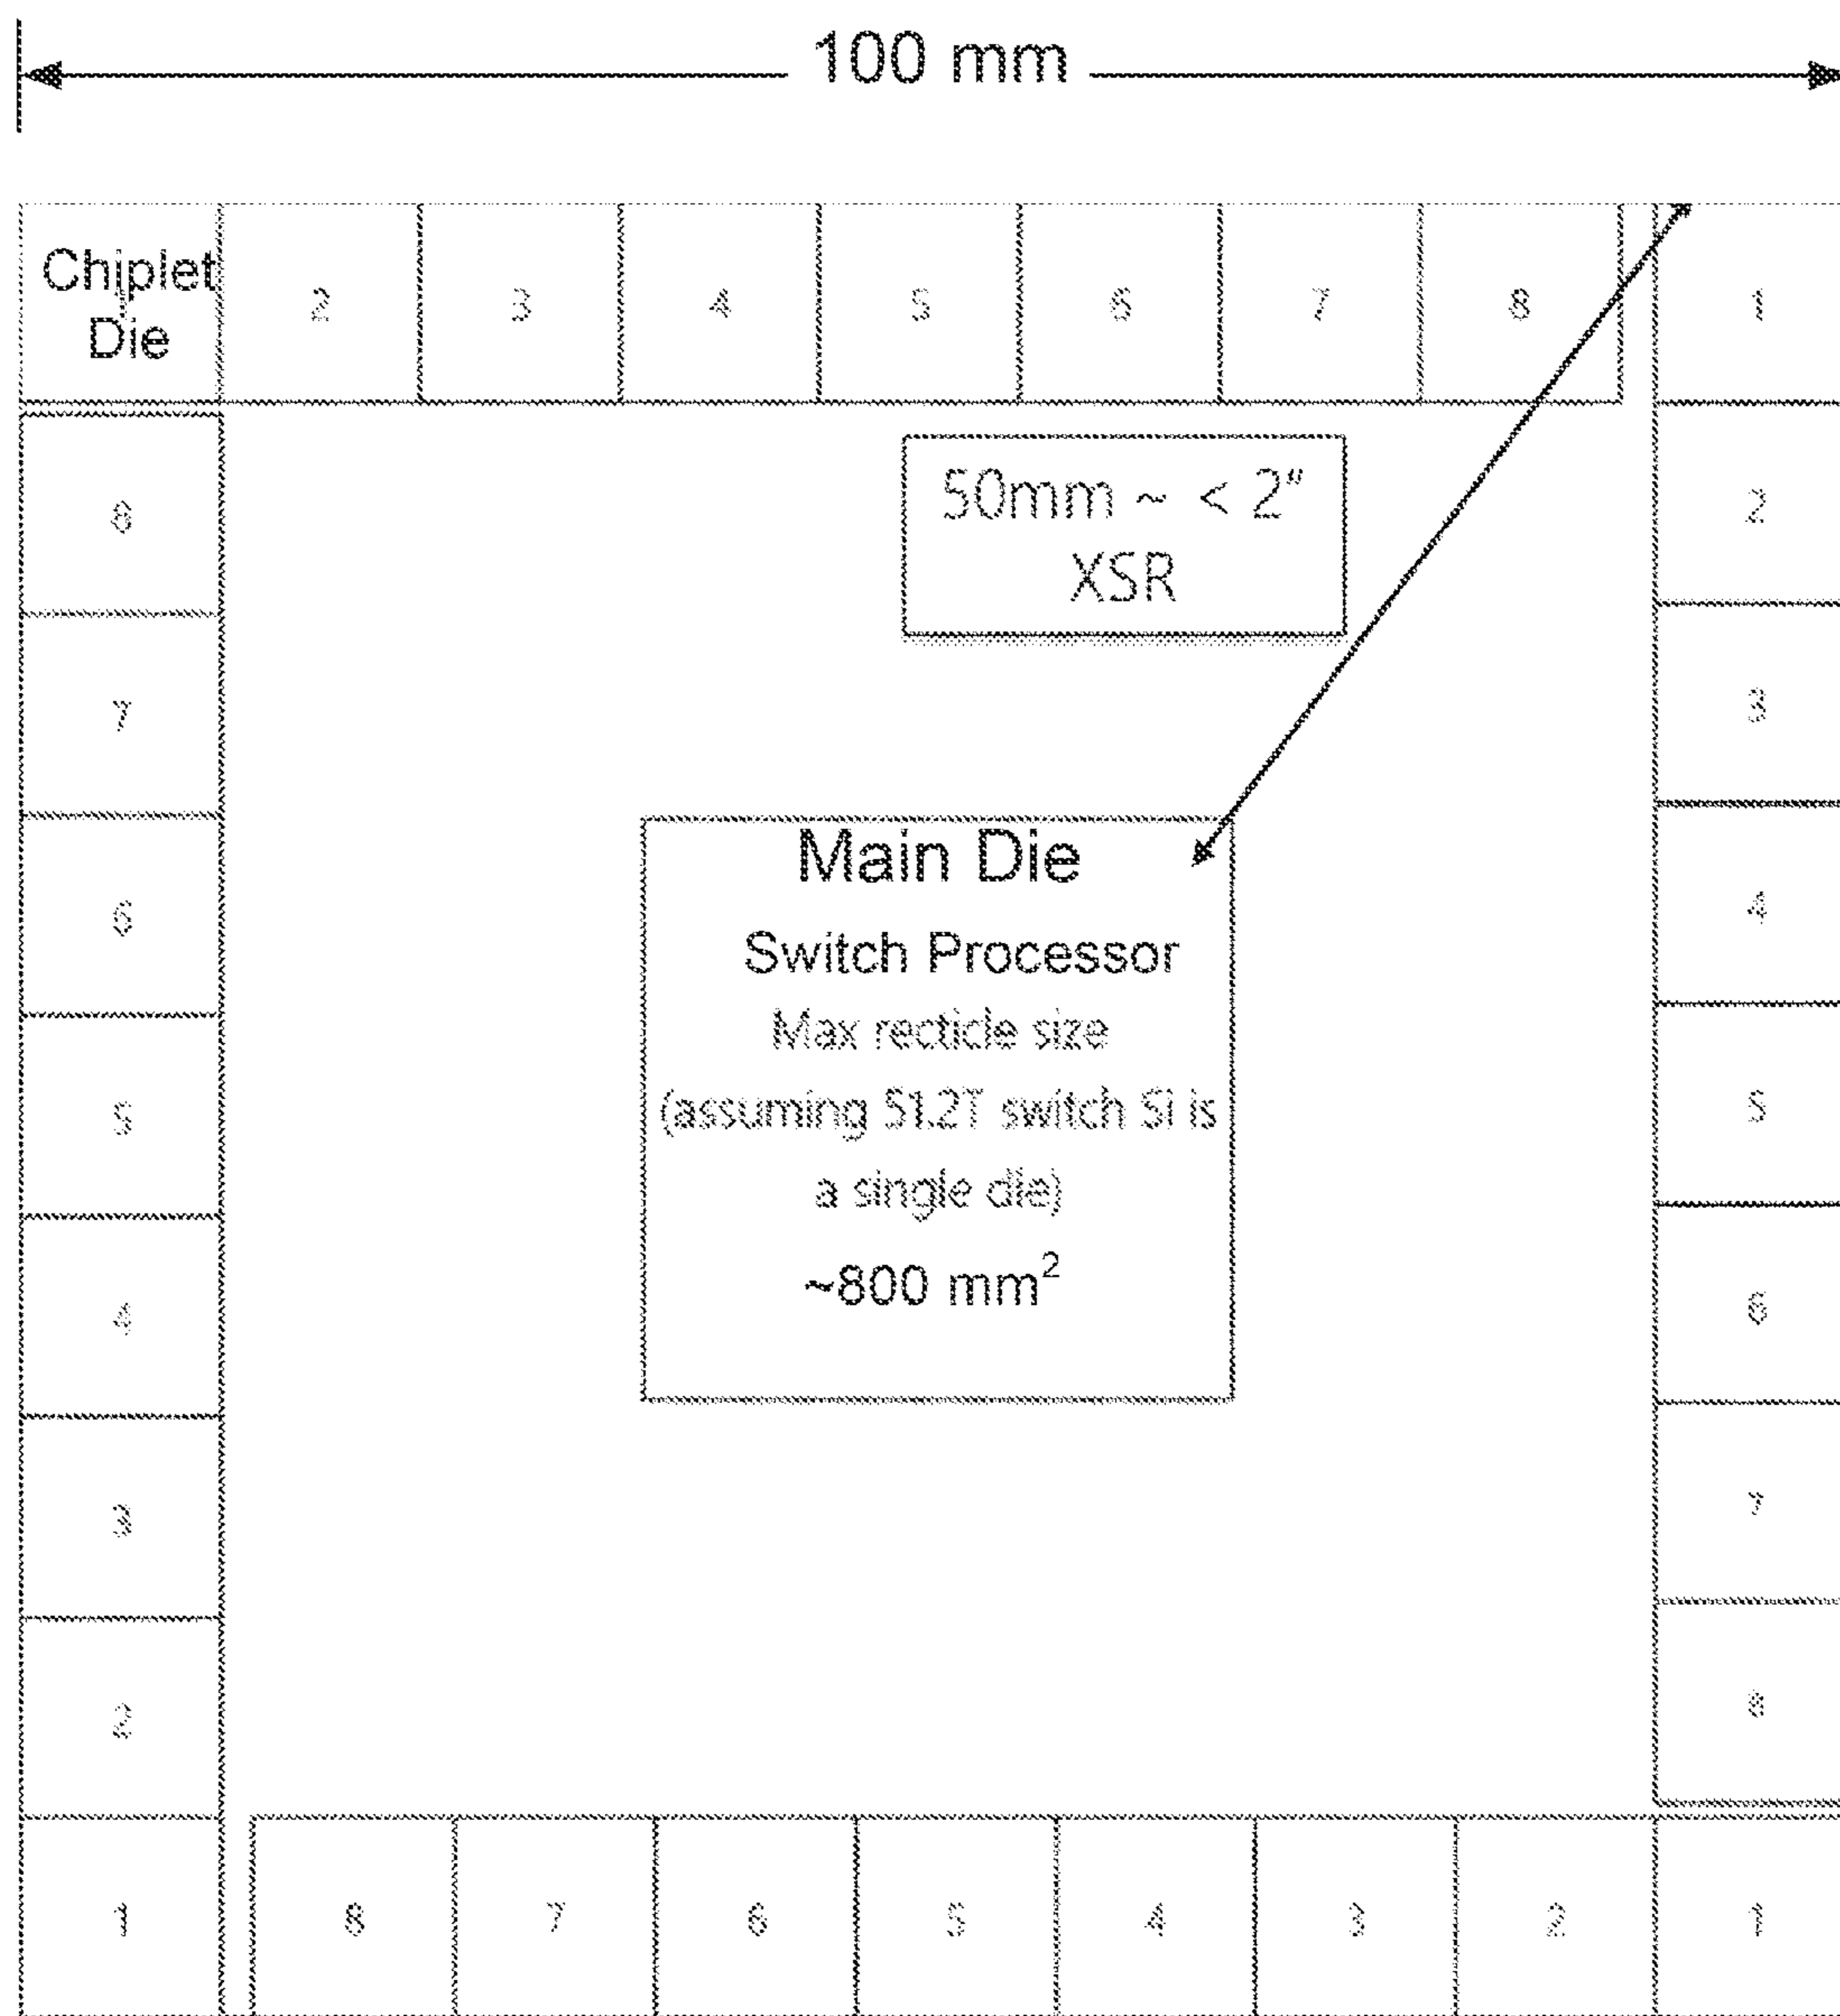 100 mm
Chiplet
Die
1
2
3
4
5
6
7
8
1
8
50mm ~ < 2"
XSR
2
7
3
Main Die
6
4
Switch Processor
Max recticle size
(assuming 51.2T switch Si is
5
5
a single die)
~800 mm²
4
6
3
7
2
8
1
8
7
6
5
4
3
2
1